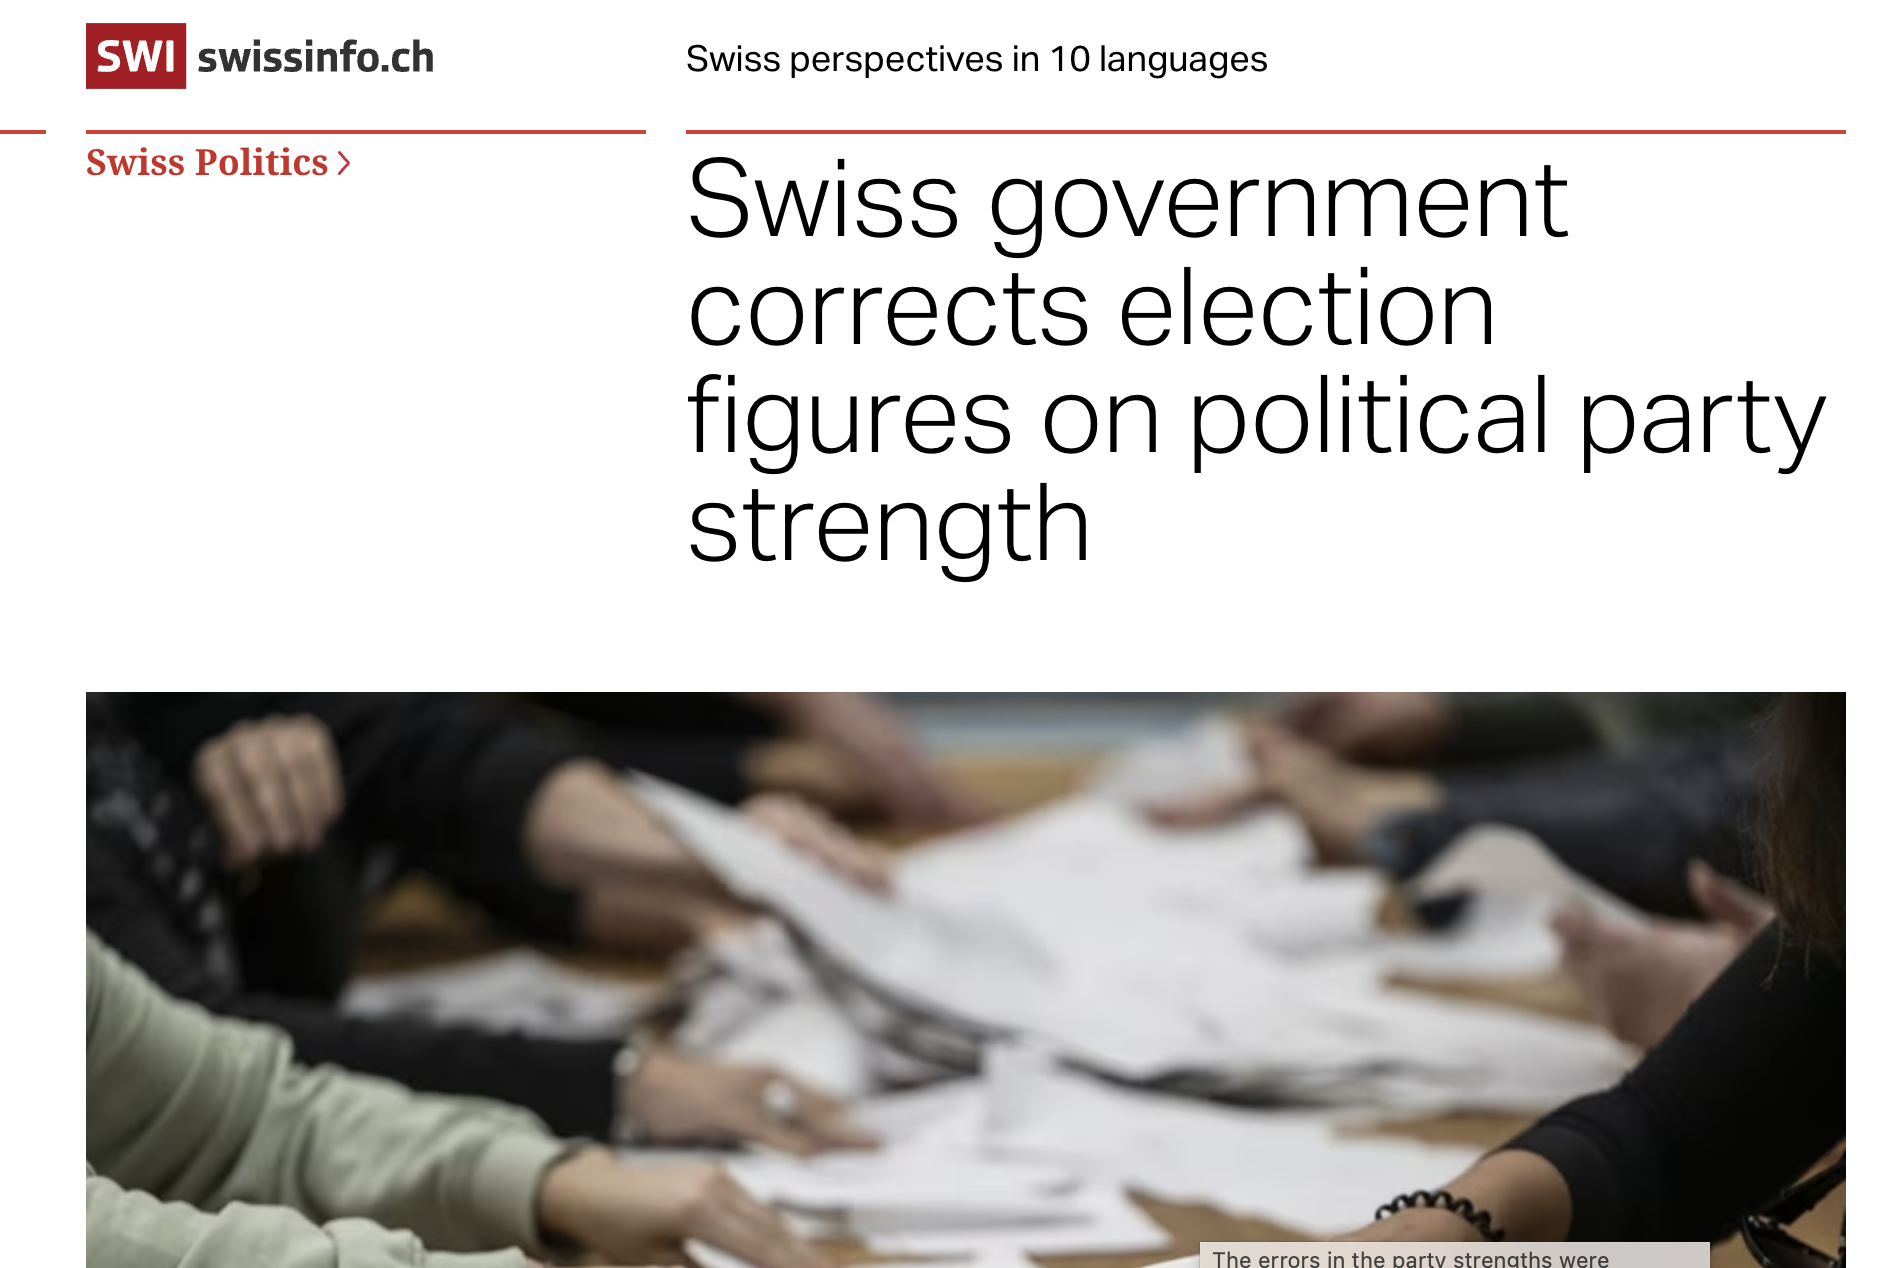 SWI swissinfo.ch
Swiss perspectives in 10 languages
Swiss Politics
Swiss government
corrects election
figures on political party
strength
The errors in the party strengths were